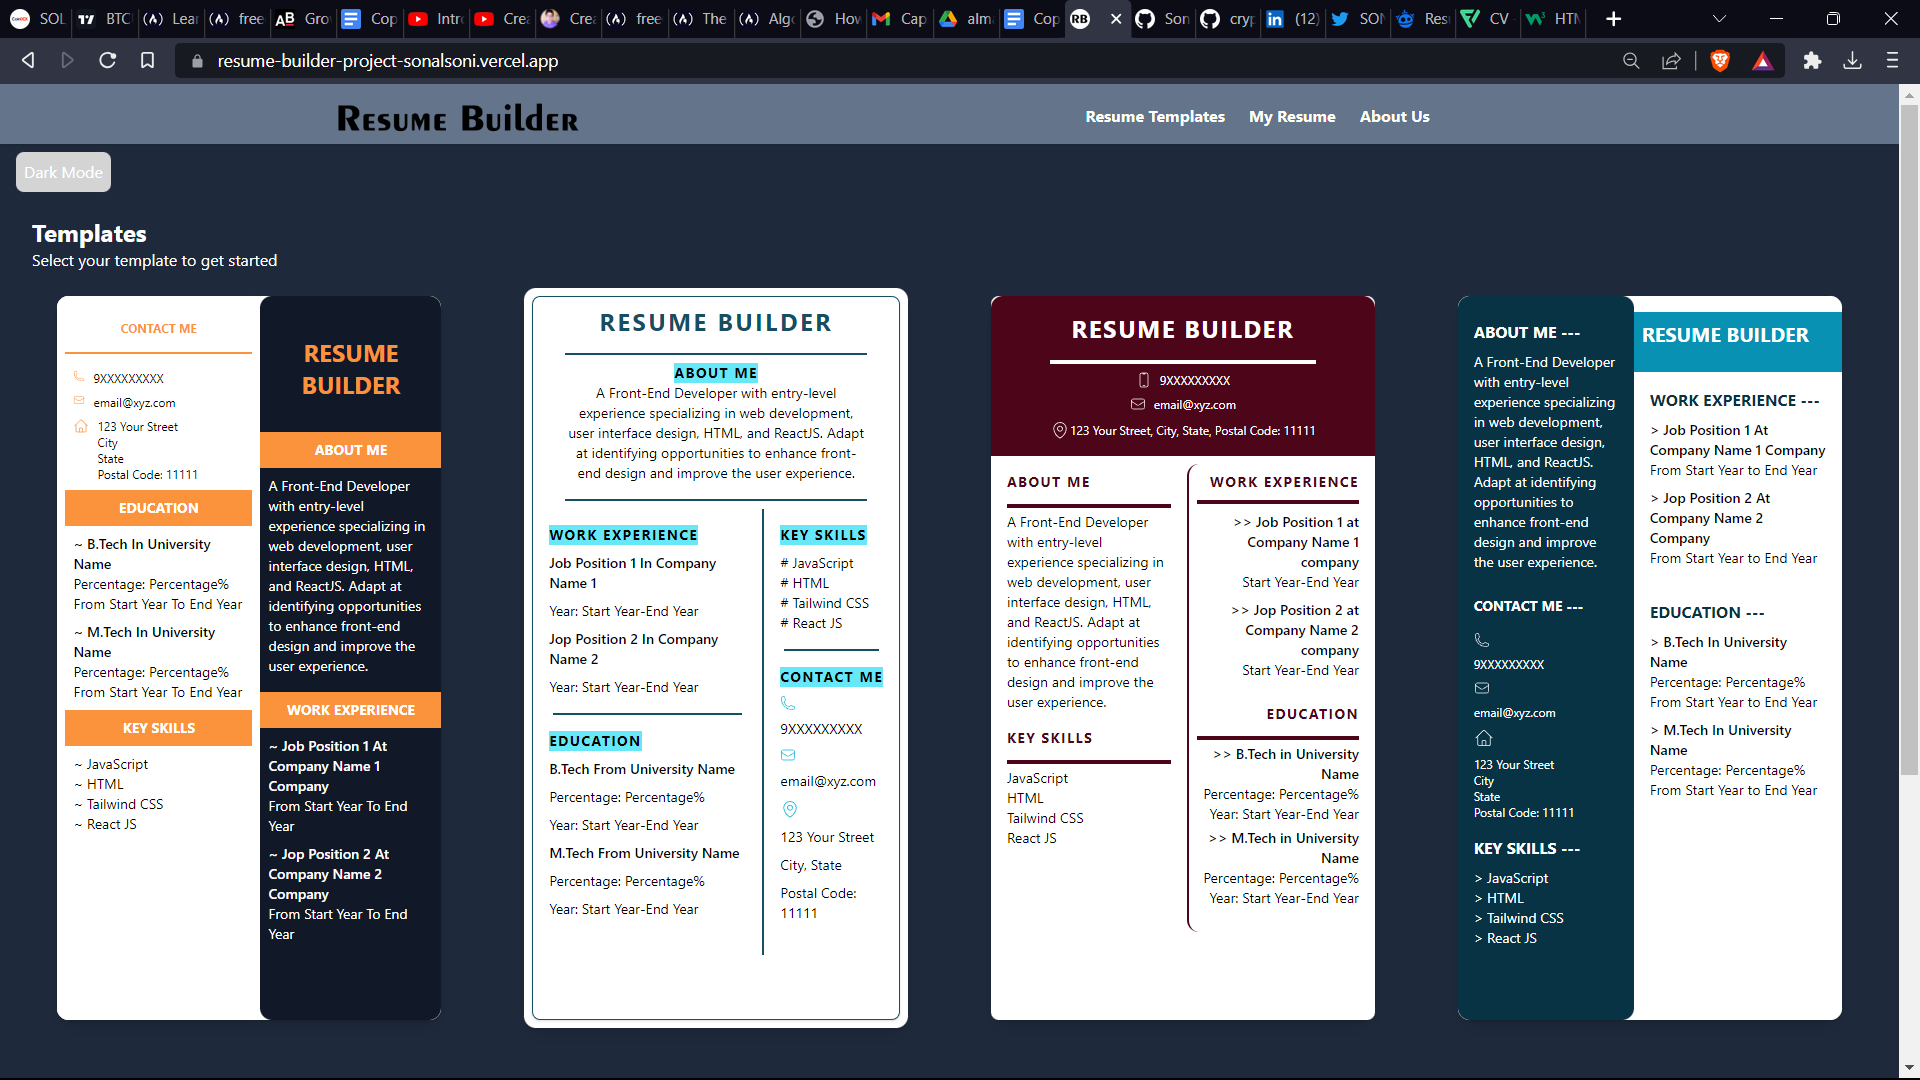 SOL
BTC
Lear
free
Gro
Cop
Intro
Crea
Crea
free
The
Algo
How
Cap
alma
Cop
RB
Son
cryp
(12)
SON
Res
CV
HTM
resume-builder-project-sonalsoni.vercel.app
Resume Builder
Resume Templates
My Resume
About Us
Dark Mode
Templates
Select your template to get started
CONTACT ME
9XXXXXXXXX
email@xyz.com
123 Your Street
City
State
Postal Code: 11111
EDUCATION
~ B.Tech In University
Name
Percentage: Percentage%
From Start Year To End Year
~ M.Tech In University
Name
Percentage: Percentage%
From Start Year To End Year
KEY SKILLS
~ JavaScript
~ HTML
~ Tailwind CSS
~ React JS
RESUME
BUILDER
ABOUT ME
A Front-End Developer
with entry-level
experience specializing in
web development, user
interface design, HTML,
and ReactJS. Adapt at
identifying opportunities
to enhance front-end
design and improve the
user experience.
WORK EXPERIENCE
~ Job Position 1 At
Company Name 1
Company
From Start Year To End
Year
~ Jop Position 2 At
Company Name 2
Company
From Start Year To End
Year
RESUME BUILDER
ABOUT ME
A Front-End Developer with entry-level
experience specializing in web development,
user interface design, HTML, and ReactJS. Adapt
at identifying opportunities to enhance front-
end design and improve the user experience.
WORK EXPERIENCE
Job Position 1 In Company
Name 1
Year: Start Year-End Year
Jop Position 2 In Company
Name 2
Year: Start Year-End Year
EDUCATION
B.Tech From University Name
Percentage: Percentage%
Year: Start Year-End Year
M.Tech From University Name
Percentage: Percentage%
Year: Start Year-End Year
KEY SKILLS
# JavaScript
# HTML
# Tailwind CSS
# React JS
CONTACT ME
9XXXXXXXXX
email@xyz.com
123 Your Street
City, State
Postal Code:
11111
RESUME BUILDER
9XXXXXXXXX
email@xyz.com
123 Your Street, City, State, Postal Code: 11111
ABOUT ME
A Front-End Developer
with entry-level
experience specializing in
web development, user
interface design, HTML,
and ReactJS. Adapt at
identifying opportunities
to enhance front-end
design and improve the
user experience.
KEY SKILLS
JavaScript
HTML
Tailwind CSS
React JS
WORK EXPERIENCE
>> Job Position 1 at
Company Name 1
company
Start Year-End Year
>> Jop Position 2 at
Company Name 2
company
Start Year-End Year
EDUCATION
>> B.Tech in University
Name
Percentage: Percentage%
Year: Start Year-End Year
>> M.Tech in University
Name
Percentage: Percentage%
Year: Start Year-End Year
ABOUT ME ---
A Front-End Developer
with entry-level
experience specializing
in web development,
user interface design,
HTML, and ReactJS.
Adapt at identifying
opportunities to
enhance front-end
design and improve
the user experience.
CONTACT ME ---
9XXXXXXXXX
email@xyz.com
123 Your Street
City
State
Postal Code: 11111
KEY SKILLS ---
> JavaScript
> HTML
> Tailwind CSS
> React JS
RESUME BUILDER
WORK EXPERIENCE ---
> Job Position 1 At
Company Name 1 Company
From Start Year to End Year
> Jop Position 2 At
Company Name 2
Company
From Start Year to End Year
EDUCATION ---
> B.Tech In University
Name
Percentage: Percentage%
From Start Year to End Year
> M.Tech In University
Name
Percentage: Percentage%
From Start Year to End Year